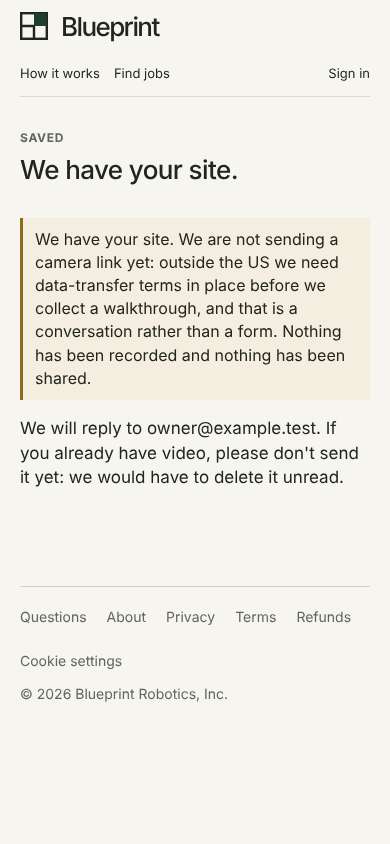 Blueprint
How it works Find jobs Sign in
SAVED
We have your site.
We have your site. We are not sending a
camera link yet: outside the US we need
data-transfer terms in place before we
collect a walkthrough, and that is a
conversation rather than a form. Nothing
has been recorded and nothing has been
shared.
We will reply to owner@example.test. If
you already have video, please don't send
it yet: we would have to delete it unread.
Questions About Privacy Terms Refunds
Cookie settings
© 2026 Blueprint Robotics, Inc.